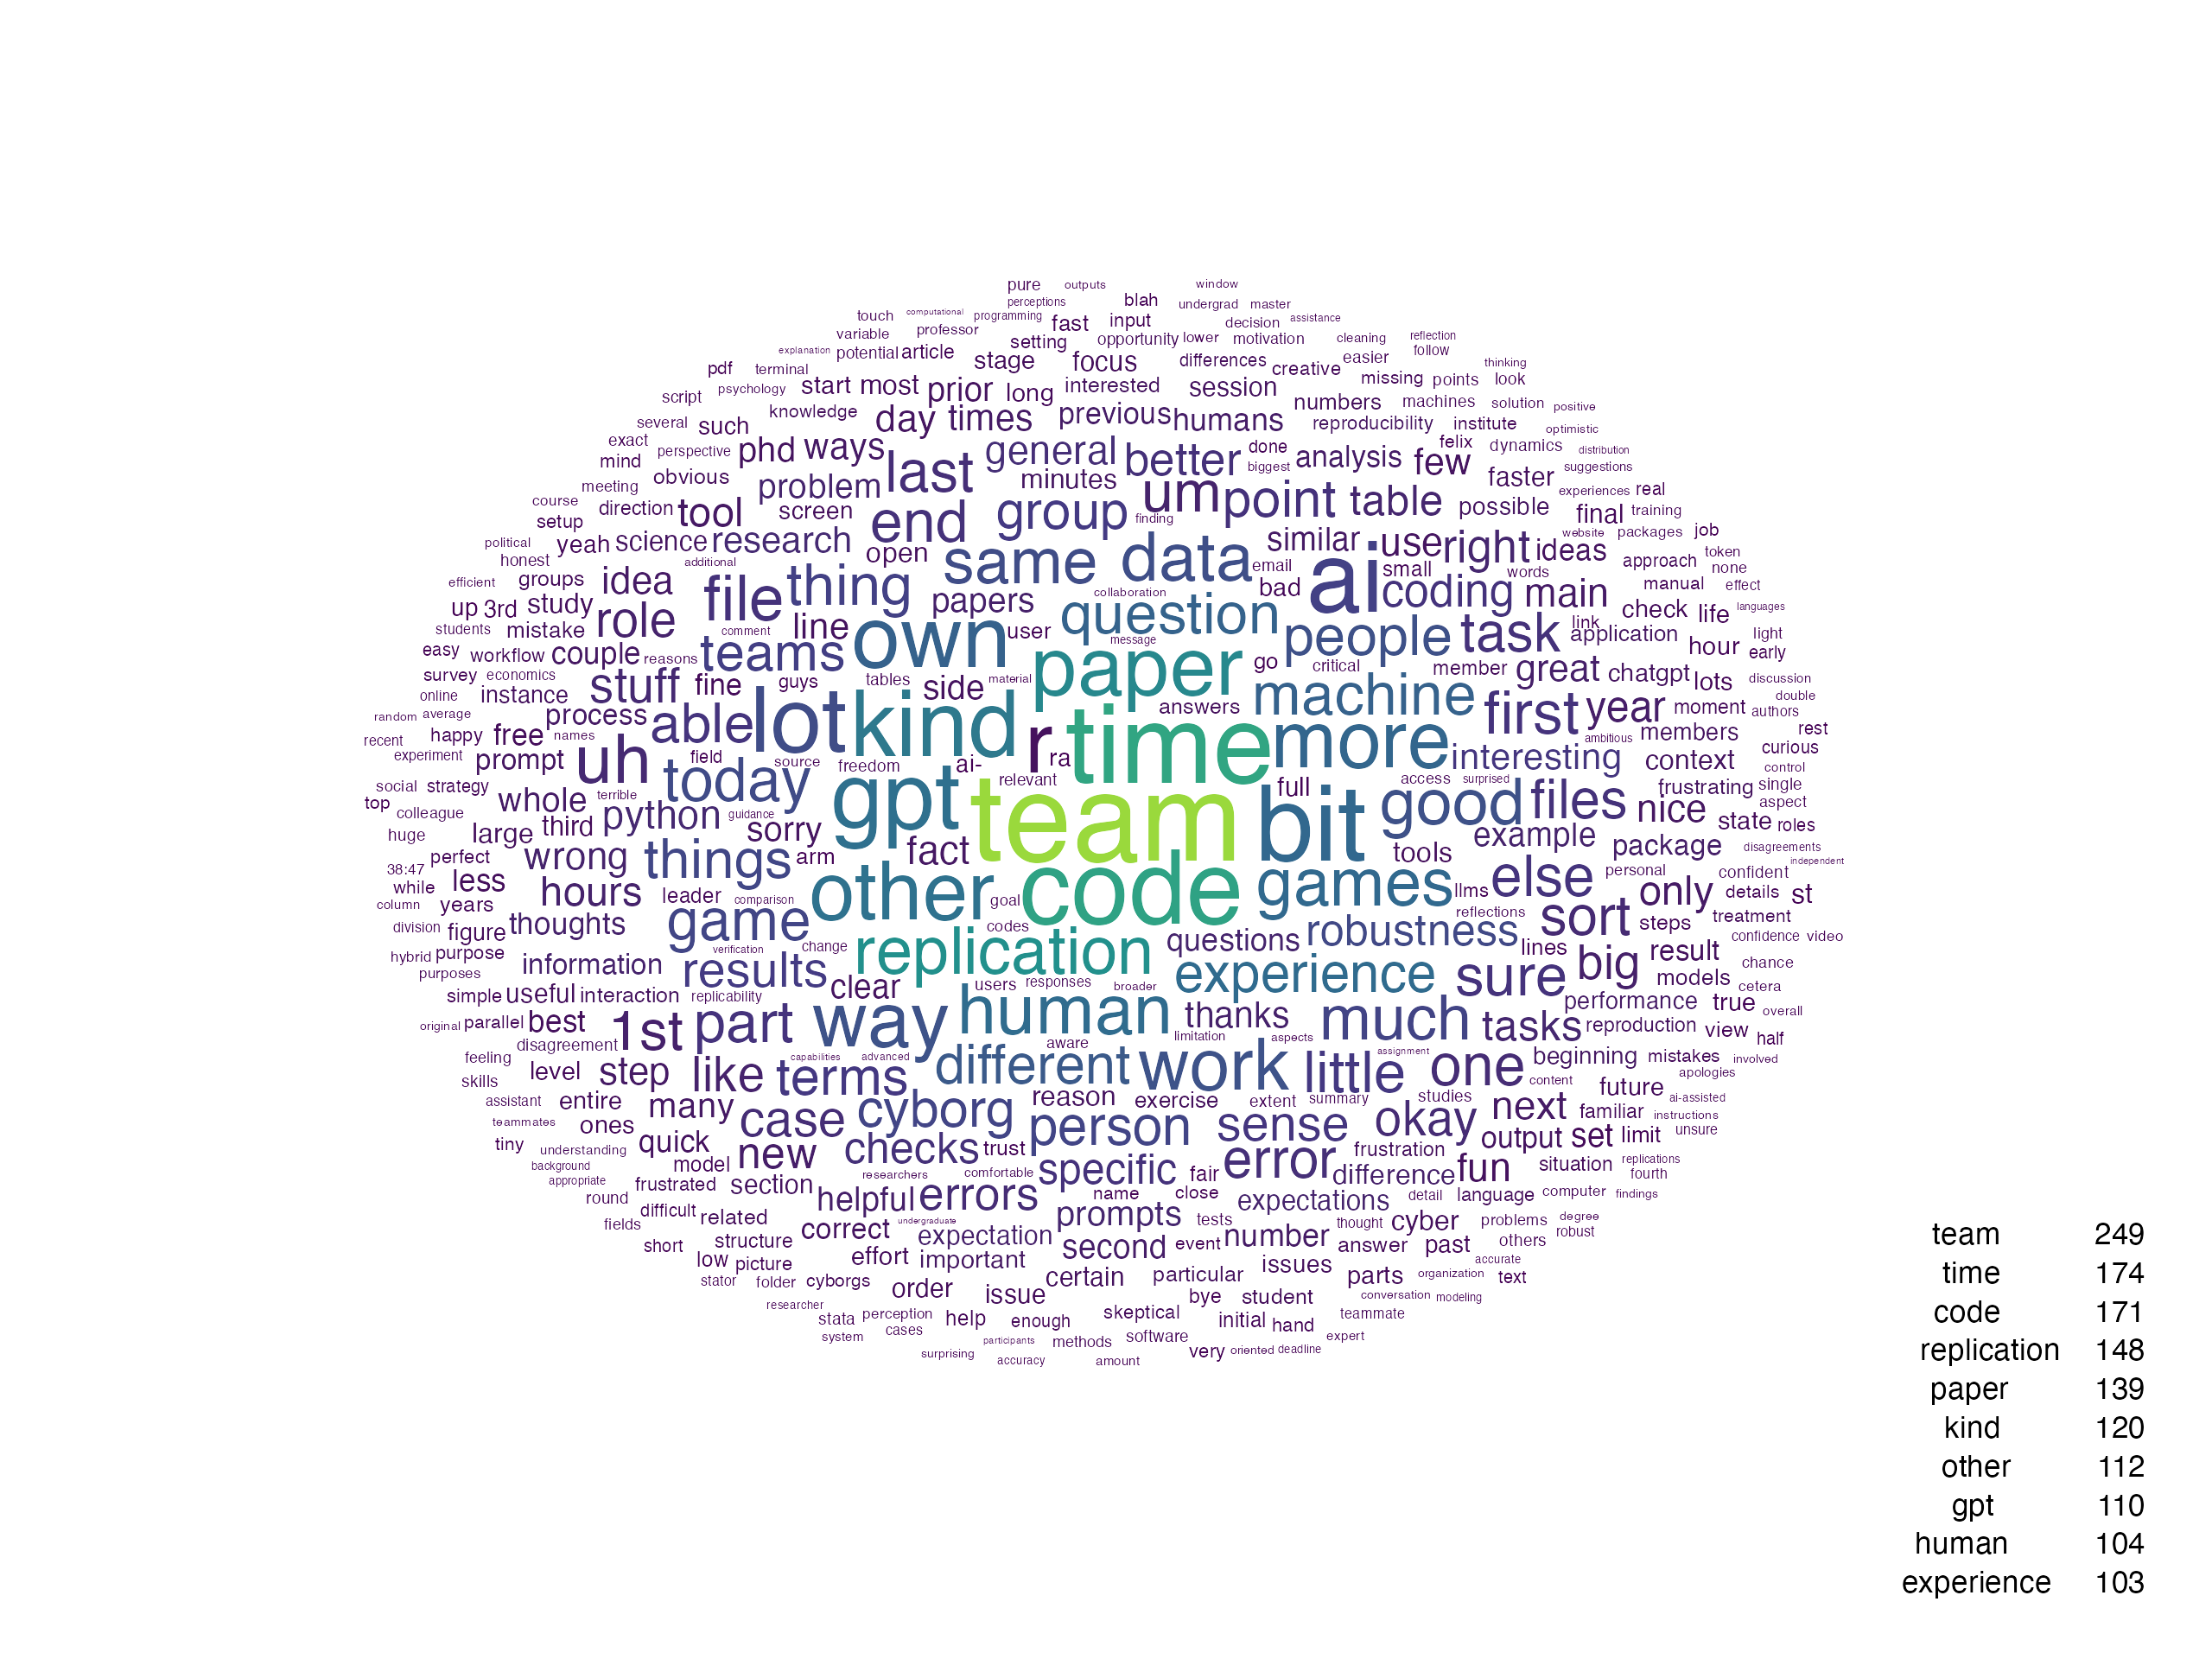 pure outputs window
perceptions blah undergrad master
touch computational programming fast input decision assistance
variable professor setting opportunity lower motivation cleaning reflection
explanation potential article stage focus differences easier follow
pdf terminal creative missing thinking
script psychology start most prior long interested session points look
knowledge day times previous humans numbers machines solution positive
several such reproducibility institute optimistic
exact perspective phd ways last general better done analysis few felix dynamics distribution
mind obvious problem minutes biggest faster suggestions
meeting direction tool screen end group um point table possible experiences real
course setup finding final training
political yeah science research open same data similar use right ideas website packages job
honest additional email small approach token
efficient groups idea file thing papers collaboration bad ai coding words main manual none effect
up 3rd study role line own user question people task link check life languages
students mistake comment message application light
easy workflow couple reasons teams go critical member great hour early
survey economics stuff fine guys tables side material paper machine chatgpt lots discussion
online instance answers first year moment double
random average process able lot kind r time more ambitious members authors rest
recent happy free names uh field source freedom ai- ra interesting context curious
experiment prompt relevant access surprised control
social strategy whole terrible today gpt team full bit good files nice frustrating single
top colleague large third python guidance sorry state aspect
huge fact tools example package roles
38:47 perfect wrong things arm disagreements independent
while less hours leader comparison other goal code games llms else personal confident details st
column years reflections only
division figure thoughts game verification change codes replication questions robustness sort steps treatment
hybrid purpose lines result confidence video
purposes information results clear users responses broader experience sure big models chance
simple useful interaction replicability cetera
original parallel best 1st part way human thanks much tasks performance true overall
disagreement aware limitation aspects reproduction view half
feeling level step like terms capabilities advanced different work little assignment one beginning mistakes involved
skills apologies
assistant entire many case cyborg reason exercise extent summary studies content future ai-assisted
teammates ones person sense okay next familiar instructions
tiny understanding quick new checks trust output set limit unsure
background model researchers comfortable specific fair error difference frustration fun situation replications
appropriate frustrated section fourth
round helpful errors name close expectations detail language computer findings
fields difficult related correct undergraduate prompts tests thought cyber problems degree
short structure expectation second event number answer past others robust
low picture effort important certain particular issues parts organization accurate text
stator folder cyborgs order issue bye student conversation modeling
researcher stata perception help enough skeptical initial hand teammate
system cases participants methods software expert
surprising accuracy amount very oriented deadline
team 249
time 174
code 171
replication 148
paper 139
kind 120
other 112
gpt 110
human 104
experience 103